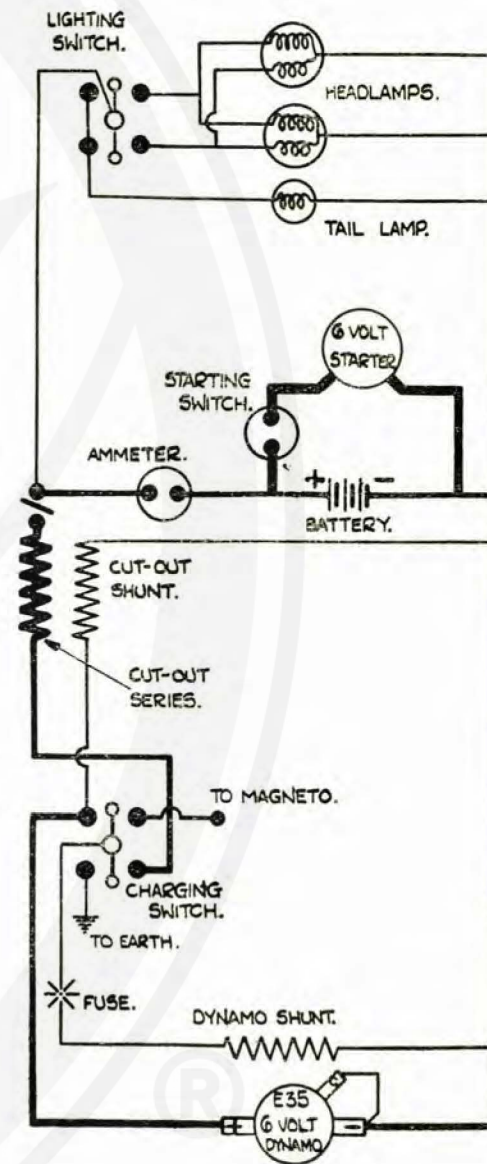 LIGHTING
SWITCH.
HEADLAMPS.
TAIL LAMP.
6 VOLT
STARTER
STARTING
SWITCH.
AMMETER.
+ −
BATTERY.
CUT-OUT
SHUNT.
CUT-OUT
SERIES.
TO MAGNETO.
CHARGING
SWITCH.
TO EARTH.
FUSE.
DYNAMO SHUNT.
E35
+ 6 VOLT −
DYNAMO
®